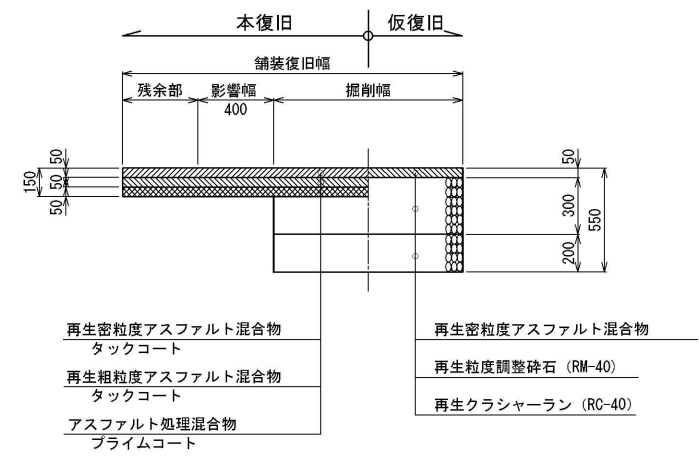 本復旧 仮復旧
舗装復旧幅
残余部 影響幅 掘削幅
400
50
50
50
150
50
300
200
550
再生密粒度アスファルト混合物
タックコート
再生粗粒度アスファルト混合物
タックコート
アスファルト処理混合物
プライムコート
再生密粒度アスファルト混合物
再生粒度調整砕石（RM-40）
再生クラシャーラン（RC-40）